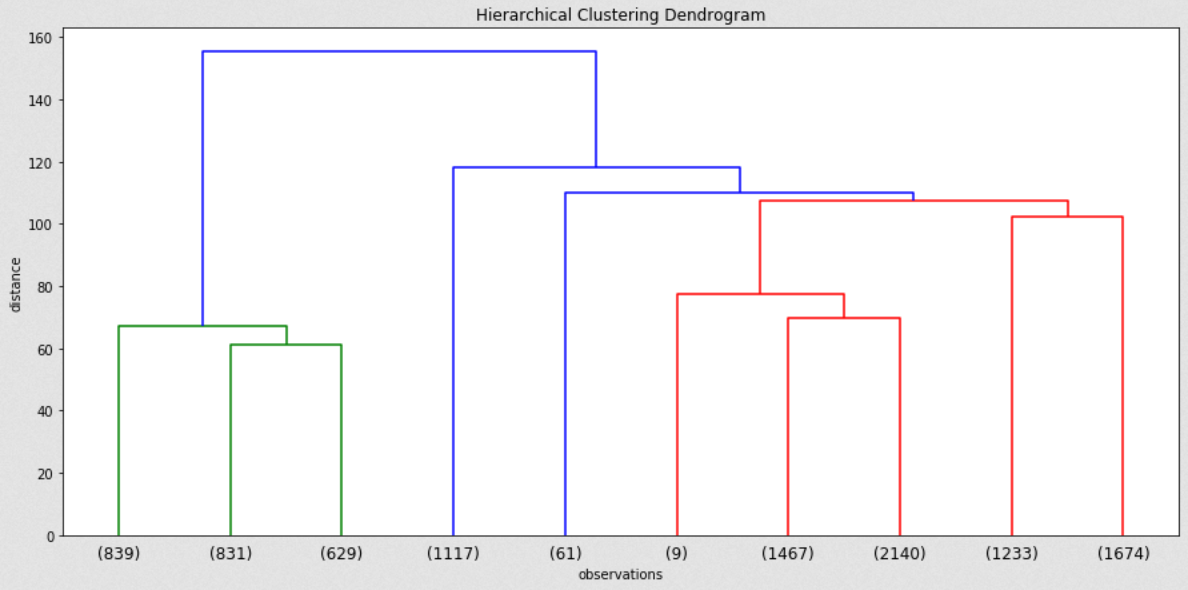 Hierarchical Clustering Dendrogram
160
140
120
100
80
60
40
20
0
distance
(839) (831) (629) (1117) (61) (9) (1467) (2140) (1233) (1674)
observations